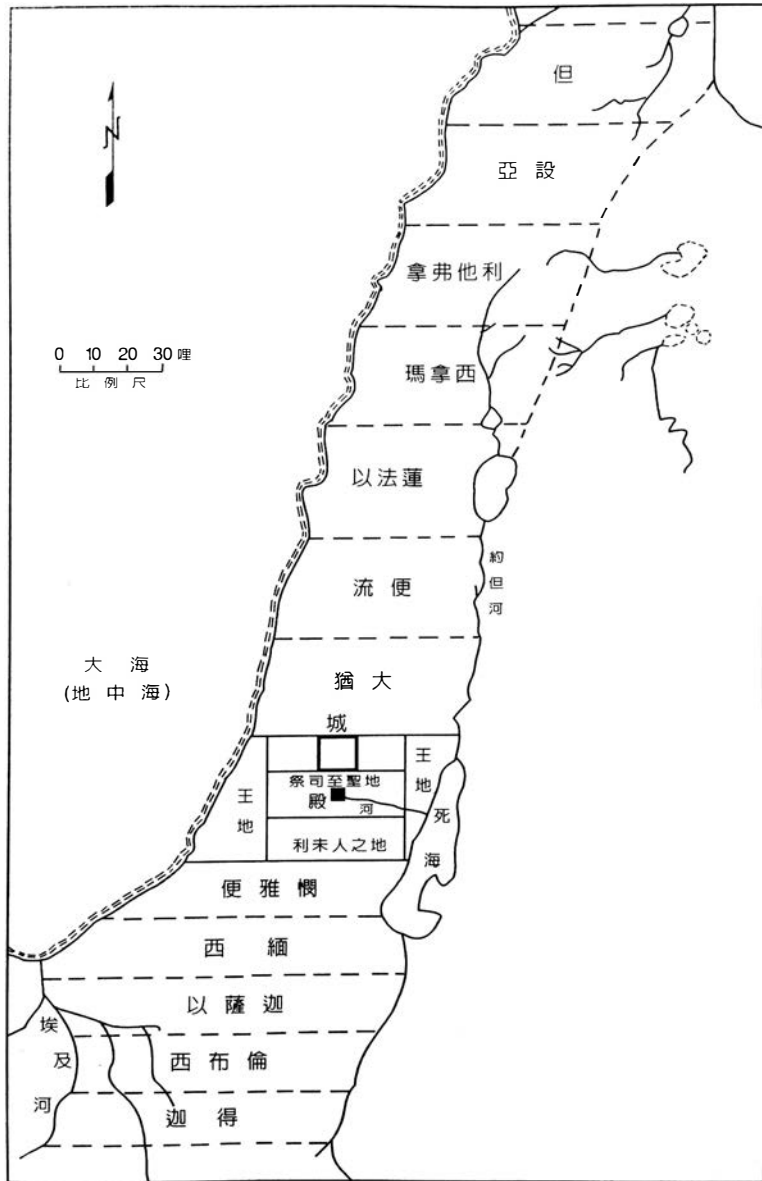 但
N
亞設
拿弗他利
0 10 20 30 哩
比例尺
瑪拿西
以法蓮
約但河
流便
大海
(地中海)
猶大
城
王地
王地
祭司至聖地
殿
河
死海
利未人之地
便雅憫
西緬
以薩迦
埃及河
西布倫
迦得